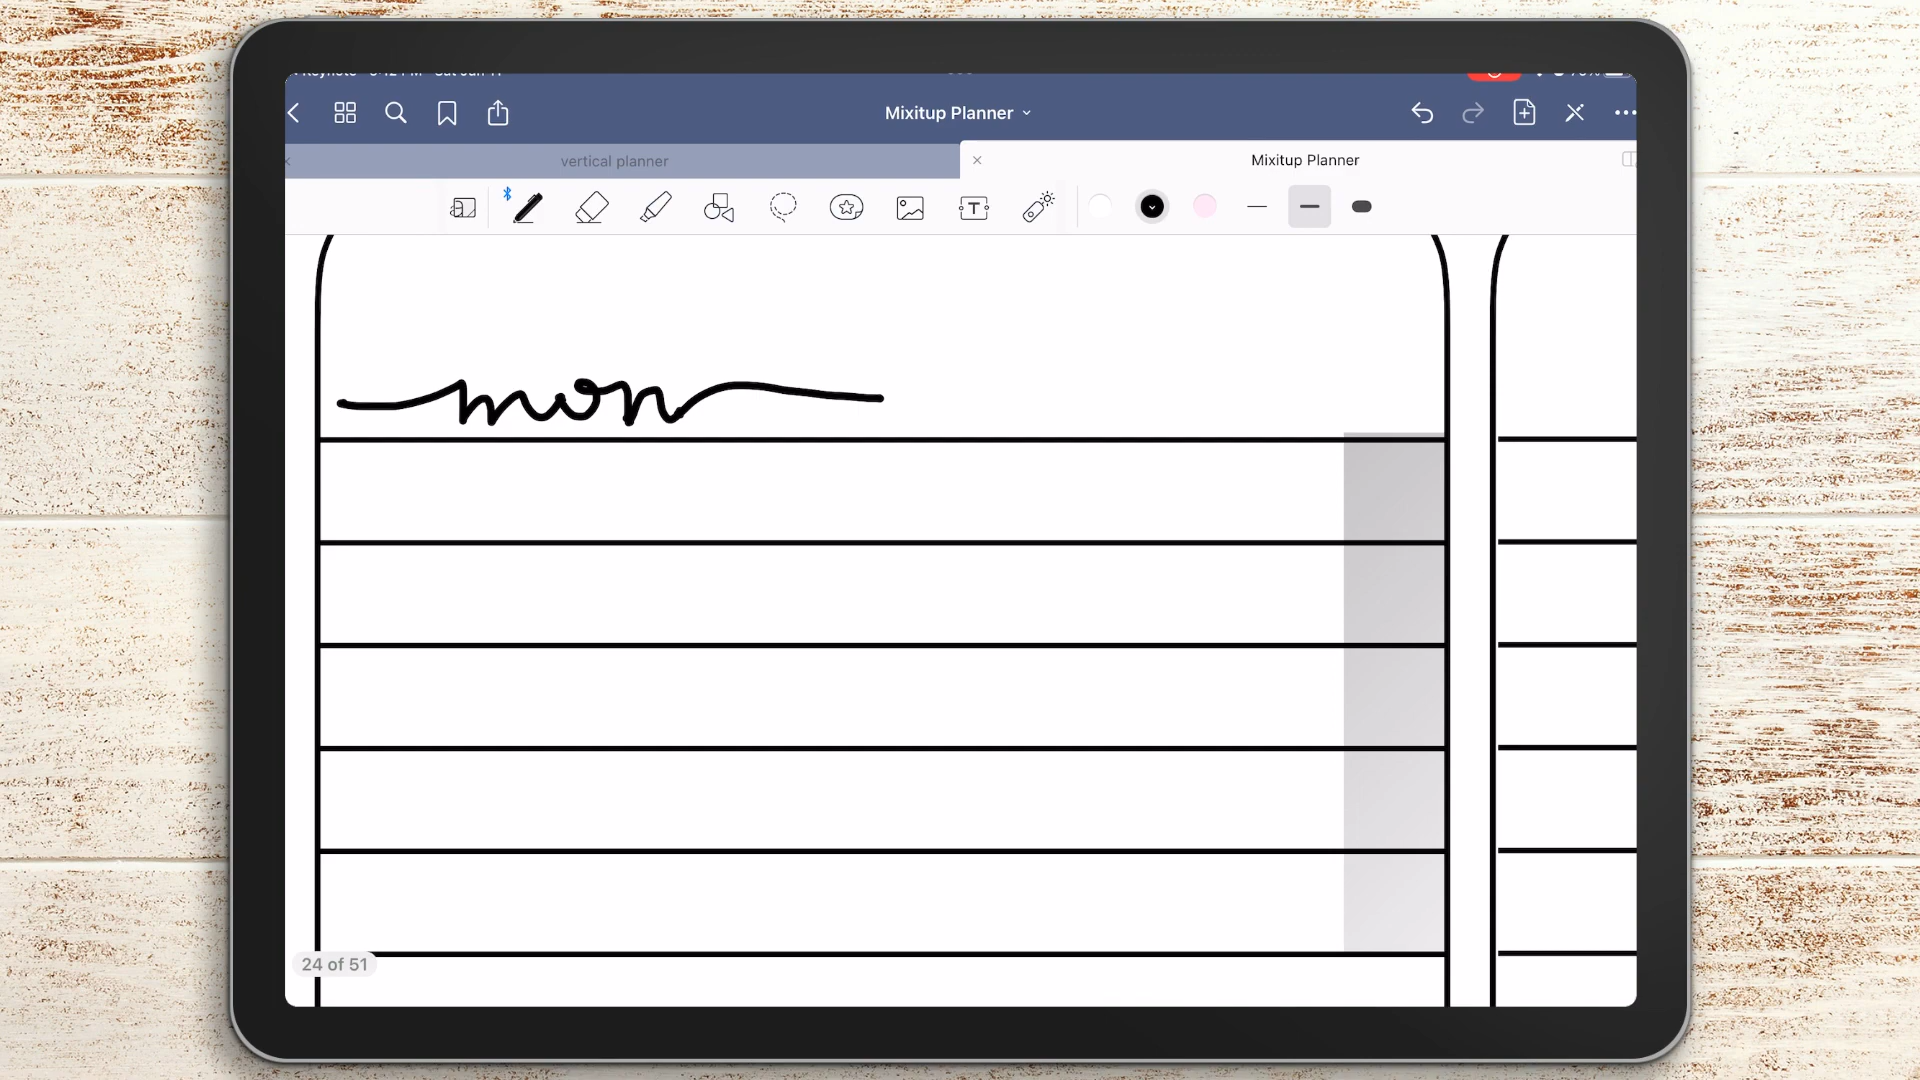 Mixitup Planner
vertical planner
Mixitup Planner
T
mon
24 of 51